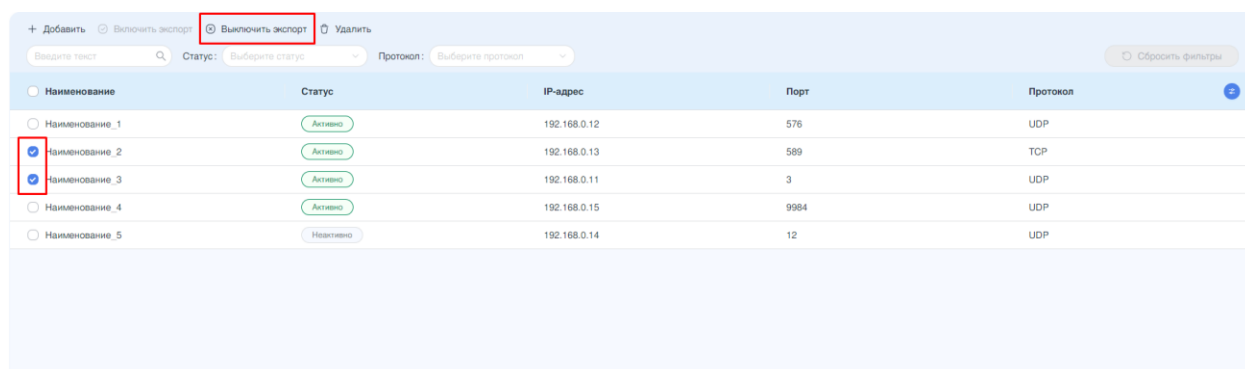 + Добавить Включить экспорт Выключить экспорт Удалить
Введите текст Статус: Выберите статус Протокол: Выберите протокол Сбросить фильтры
Наименование Статус IP-адрес Порт Протокол
Наименование_1 Активно 192.168.0.12 576 UDP
Наименование_2 Активно 192.168.0.13 589 TCP
Наименование_3 Активно 192.168.0.11 3 UDP
Наименование_4 Активно 192.168.0.15 9984 UDP
Наименование_5 Неактивно 192.168.0.14 12 UDP